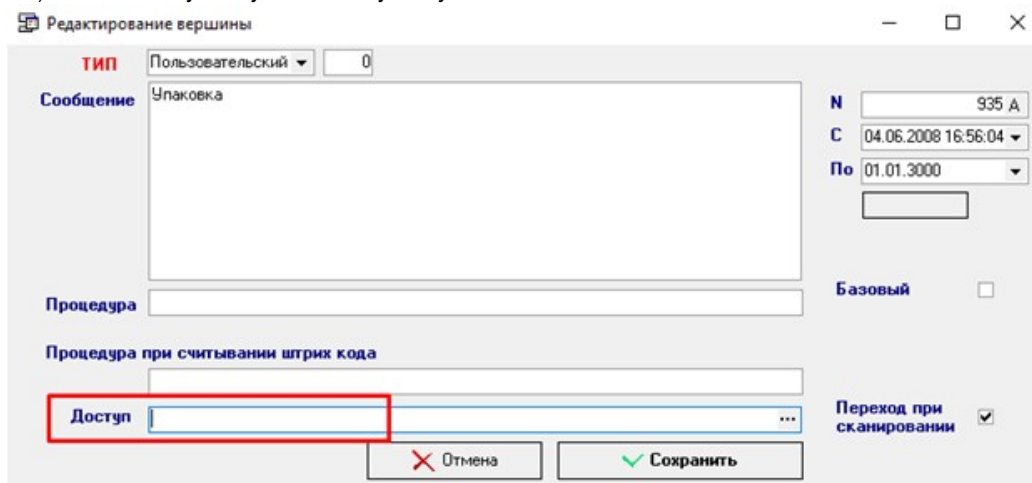 Редактирование вершины
ТИП Пользовательский 0
Сообщение Упаковка
N 935 А
С 04.06.2008 16:56:04
По 01.01.3000
Базовый
Процедура
Процедура при считывании штрих кода
Доступ ...
Переход при
сканировании
Отмена Сохранить